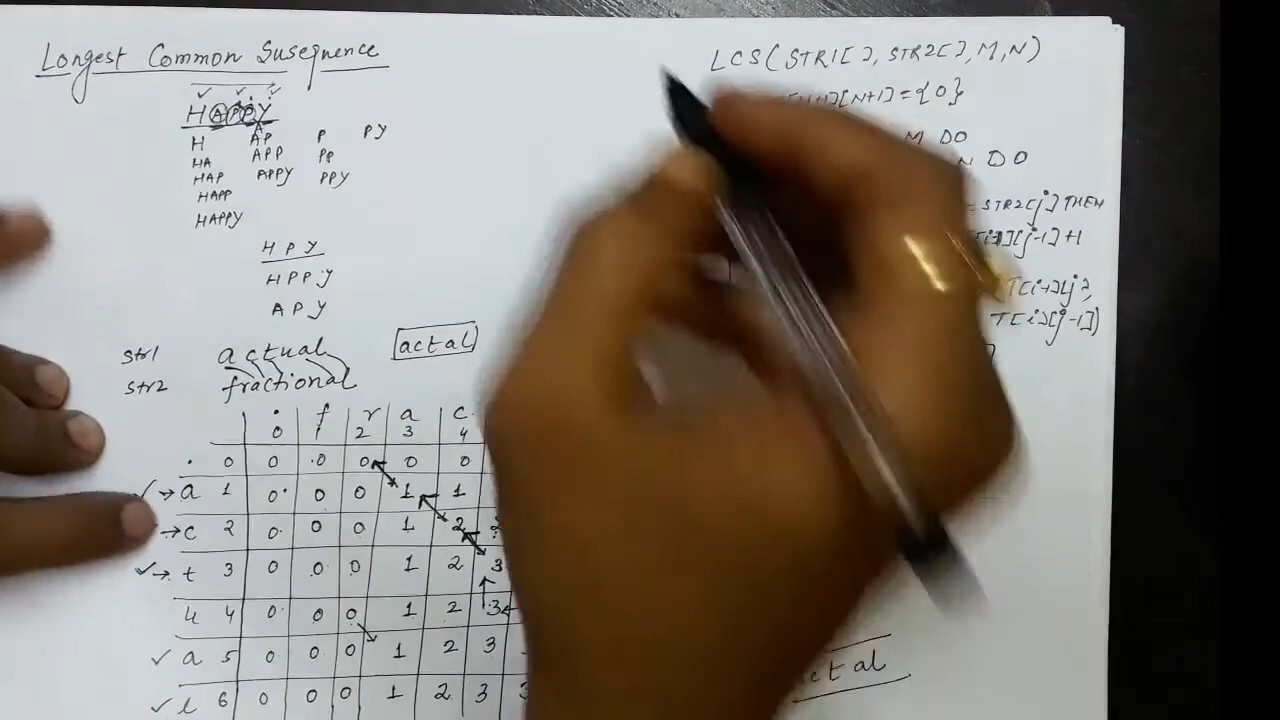 Longest Common Susequence
HAPPY
H AP P PY
HA APP PP
HAP APPY PPY
HAPP
HAPPY
HPY
HPPY
APY
str1 actual actal
str2 fractional
. f r a c
0 1 2 3 4
. 0 0 0 0 0 0
a 1 0 0 0 1 1
c 2 0 0 0 1 2 2
t 3 0 0 0 1 2 3
u 4 0 0 0 1 2 3
a 5 0 0 0 1 2 3
l 6 0 0 0 1 2 3 3
LCS(STR1[], STR2[], M,N)
[N+1]={0}
M DO
N DO
STR2[j] THEN
[j-1]+1
T[i][j-1])
ctal